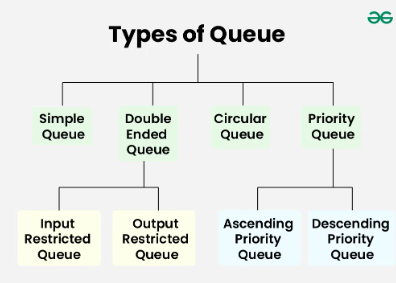 Types of Queue
Simple
Queue
Double
Ended
Queue
Circular
Queue
Priority
Queue
Input
Restricted
Queue
Output
Restricted
Queue
Ascending
Priority
Queue
Descending
Priority
Queue